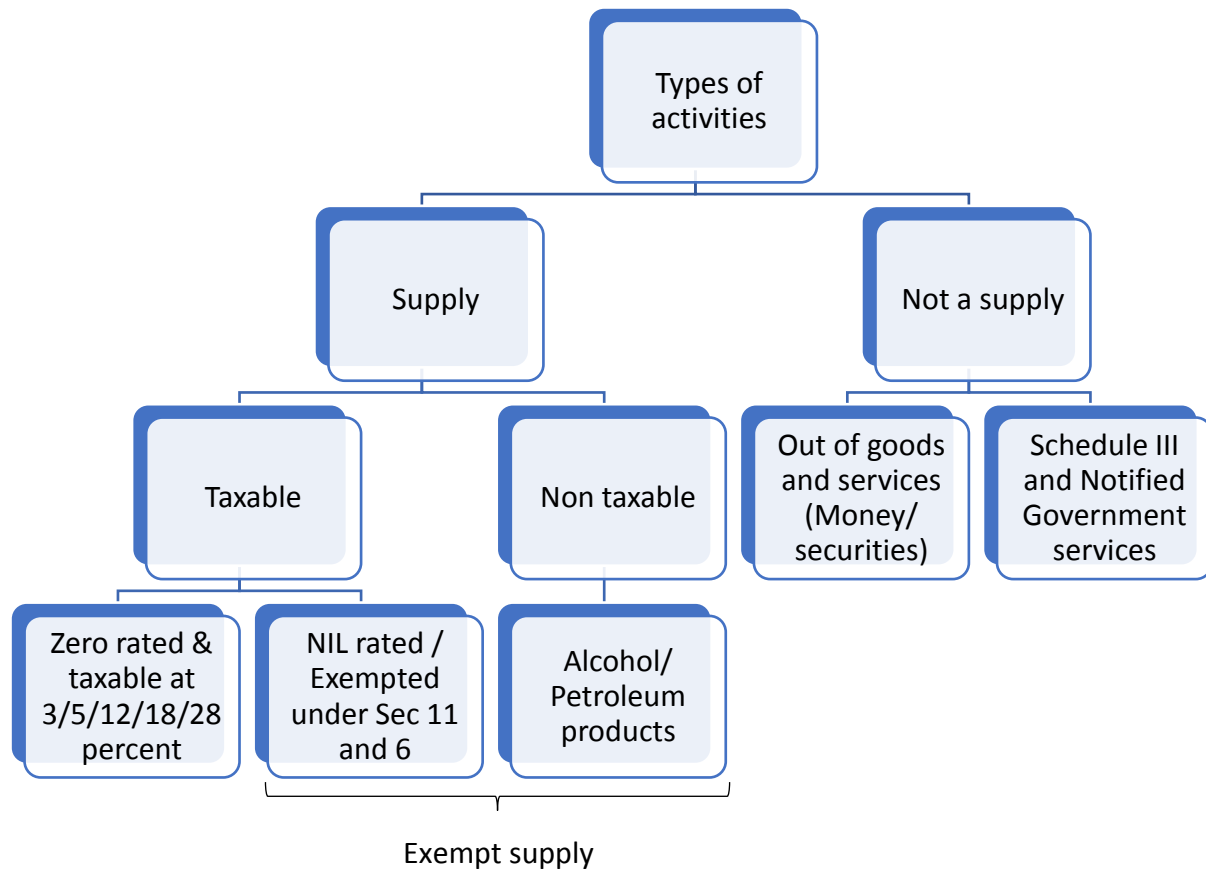 Types of
activities
Supply
Not a supply
Taxable
Non taxable
Out of goods
and services
(Money/
securities)
Schedule III
and Notified
Government
services
Zero rated &
taxable at
3/5/12/18/28
percent
NIL rated /
Exempted
under Sec 11
and 6
Alcohol/
Petroleum
products
Exempt supply